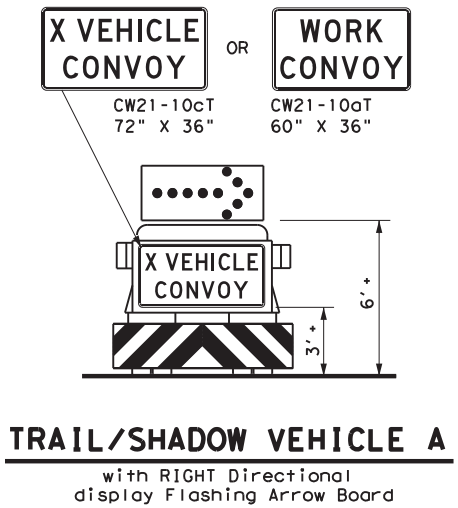 X VEHICLE
CONVOY
OR
WORK
CONVOY
CW21-10cT
72" X 36"
CW21-10aT
60" X 36"
X VEHICLE
CONVOY
6' +
3' +
TRAIL/SHADOW VEHICLE A
with RIGHT Directional
display Flashing Arrow Board